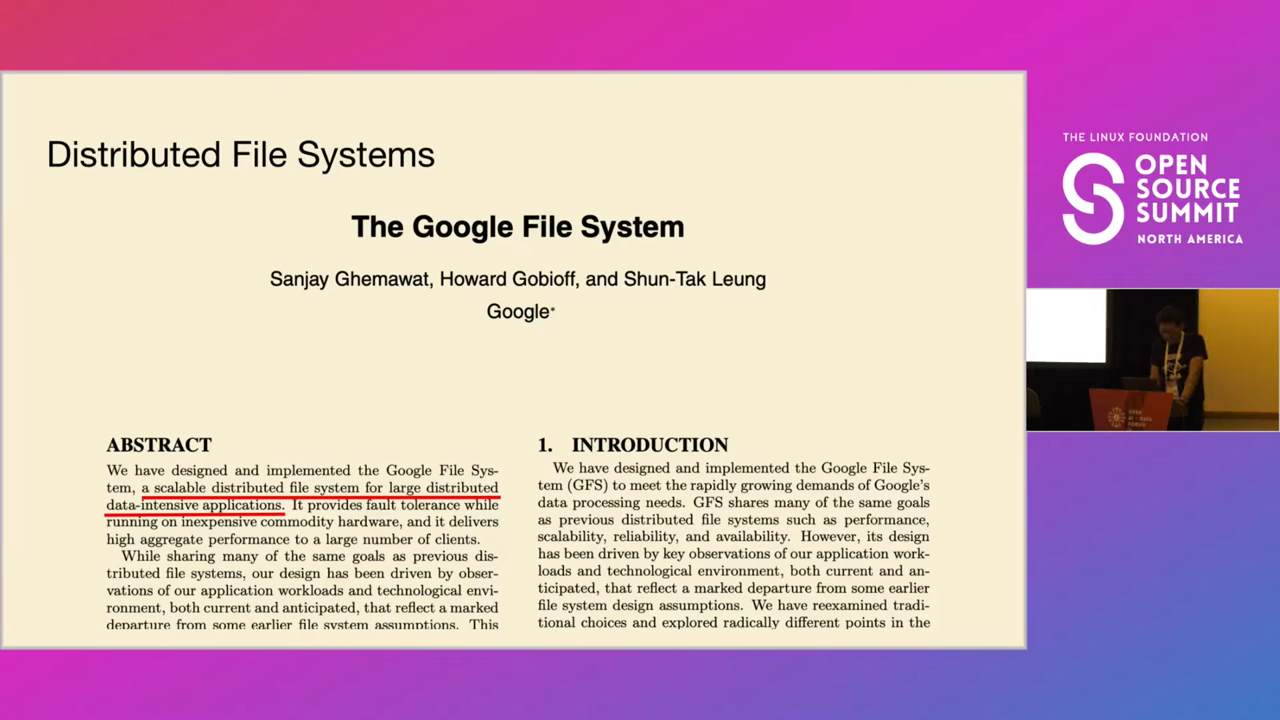 Distributed File Systems
The Google File System
Sanjay Ghemawat, Howard Gobioff, and Shun-Tak Leung
Google*
ABSTRACT
We have designed and implemented the Google File Sys-
tem, a scalable distributed file system for large distributed
data-intensive applications. It provides fault tolerance while
running on inexpensive commodity hardware, and it delivers
high aggregate performance to a large number of clients.
While sharing many of the same goals as previous dis-
tributed file systems, our design has been driven by obser-
vations of our application workloads and technological envi-
ronment, both current and anticipated, that reflect a marked
departure from some earlier file system assumptions. This
1. INTRODUCTION
We have designed and implemented the Google File Sys-
tem (GFS) to meet the rapidly growing demands of Google's
data processing needs. GFS shares many of the same goals
as previous distributed file systems such as performance,
scalability, reliability, and availability. However, its design
has been driven by key observations of our application work-
loads and technological environment, both current and an-
ticipated, that reflect a marked departure from some earlier
file system design assumptions. We have reexamined tradi-
tional choices and explored radically different points in the
THE LINUX FOUNDATION
OPEN
SOURCE
SUMMIT
NORTH AMERICA